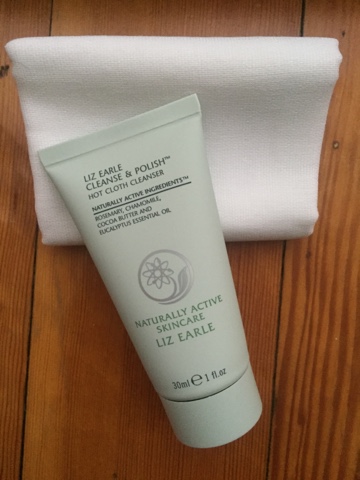 LIZ EARLE
CLEANSE & POLISH™
HOT CLOTH CLEANSER
NATURALLY ACTIVE INGREDIENTS™
ROSEMARY, CHAMOMILE,
COCOA BUTTER AND
EUCALYPTUS ESSENTIAL OIL
NATURALLY ACTIVE
SKINCARE
LIZ EARLE
30ml ℮ 1 fl.oz